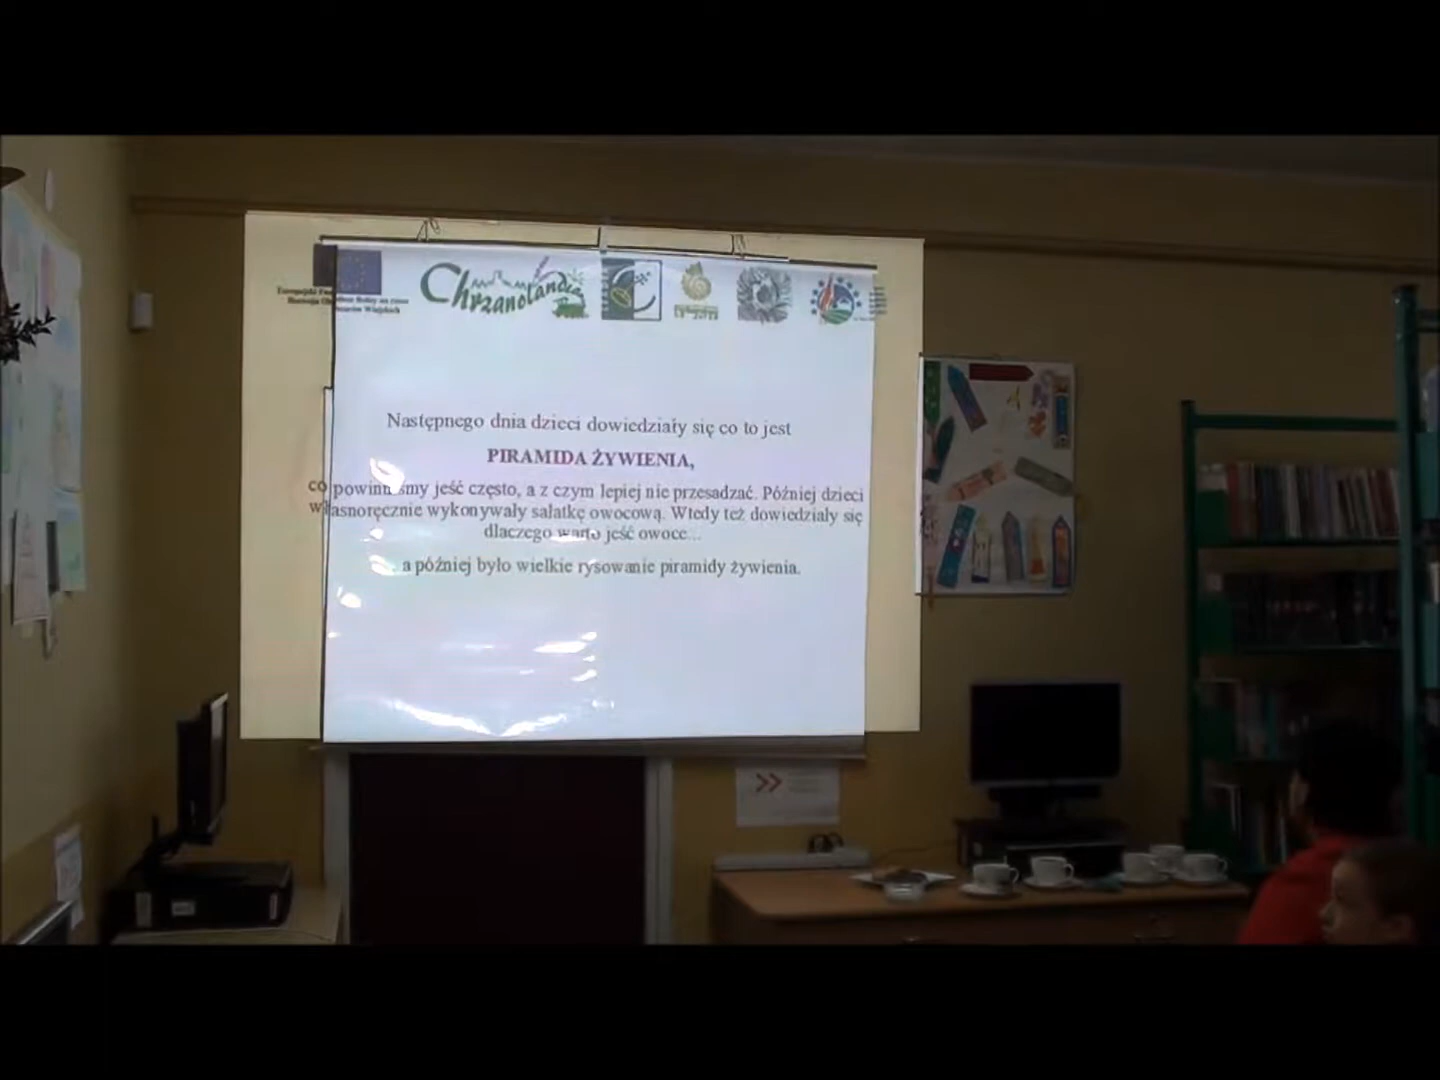 Chrzanolandia
Następnego dnia dzieci dowiedziały się co to jest
PIRAMIDA ŻYWIENIA,
co powinniśmy jeść często, a z czym lepiej nie przesadzać. Później dzieci
własnoręcznie wykonywały sałatkę owocową. Wtedy też dowiedziały się
dlaczego warto jeść owoce...
a później było wielkie rysowanie piramidy żywienia.